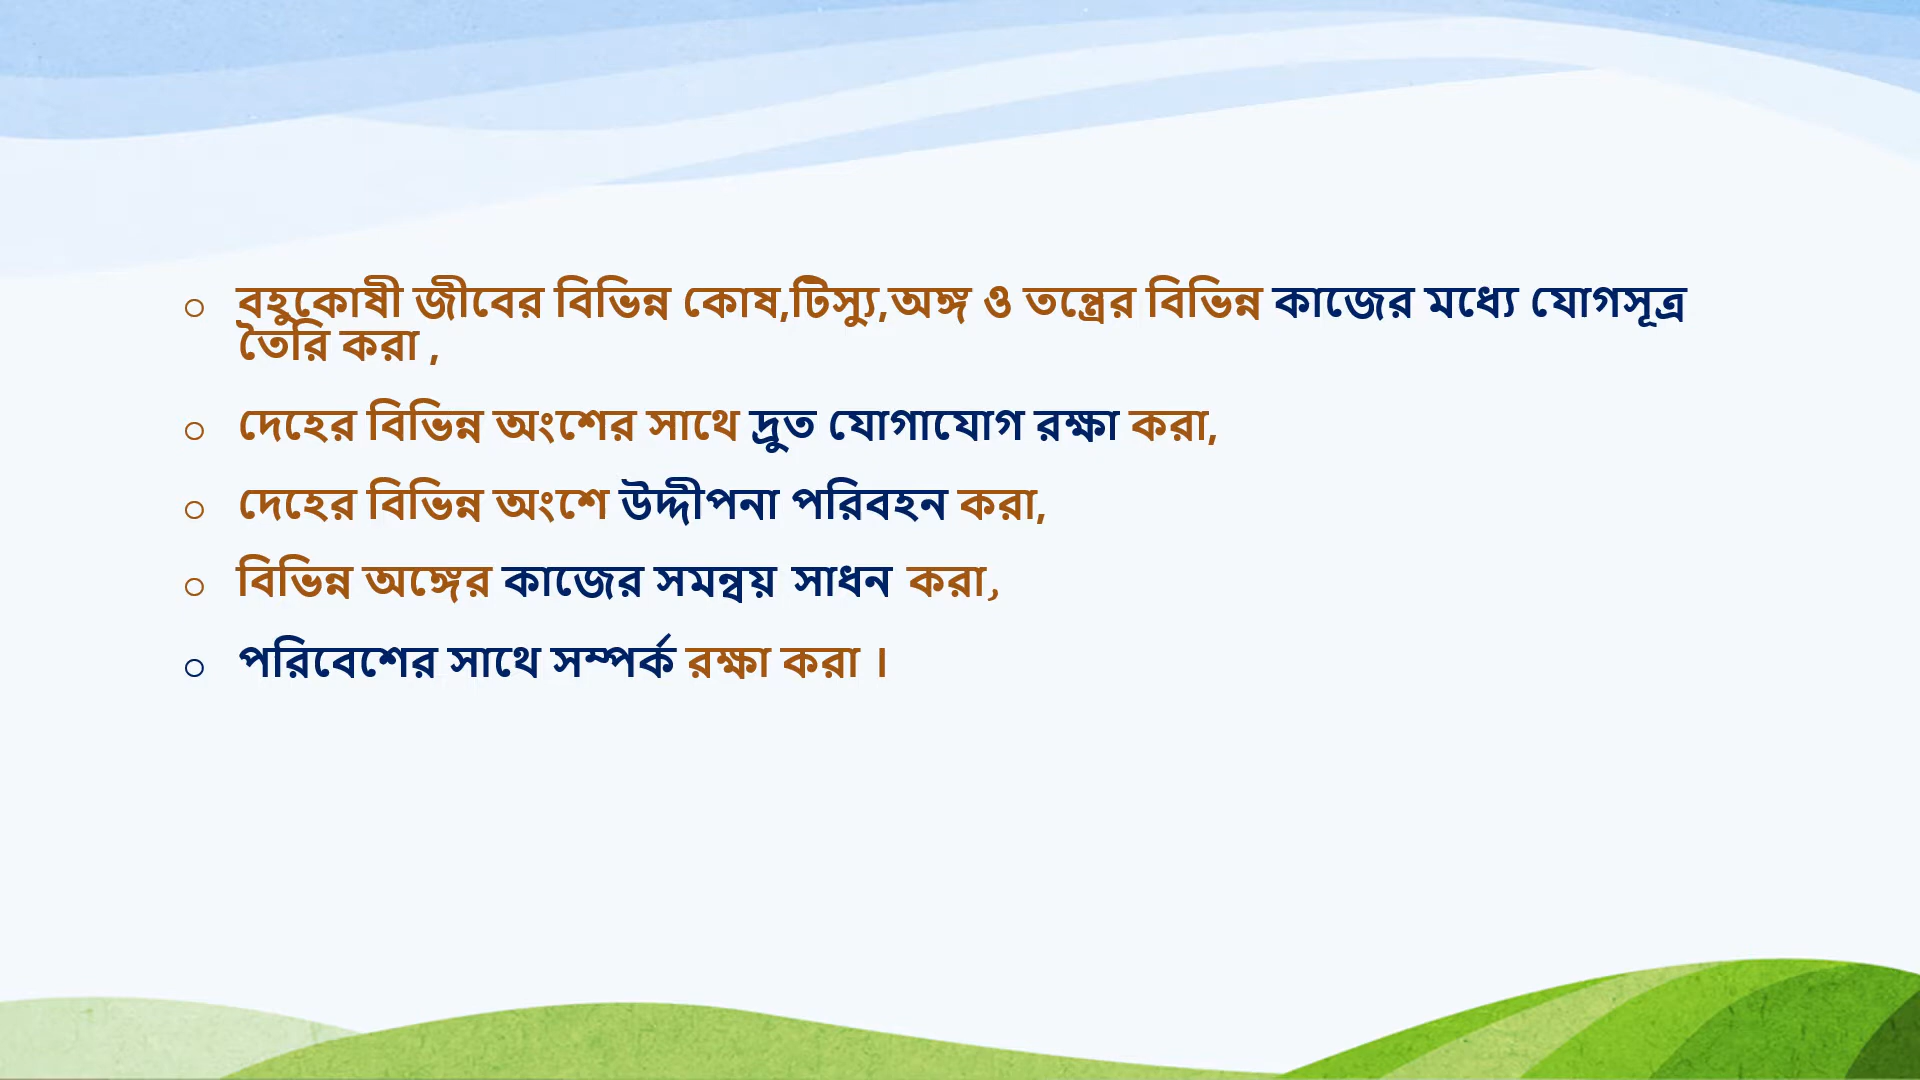 ○ বহুকোষী জীবের বিভিন্ন কোষ,টিস্যু,অঙ্গ ও তন্ত্রের বিভিন্ন কাজের মধ্যে যোগসূত্র
তৈরি করা ,
○ দেহের বিভিন্ন অংশের সাথে দ্রুত যোগাযোগ রক্ষা করা,
○ দেহের বিভিন্ন অংশে উদ্দীপনা পরিবহন করা,
○ বিভিন্ন অঙ্গের কাজের সমন্বয় সাধন করা,
○ পরিবেশের সাথে সম্পর্ক রক্ষা করা ।